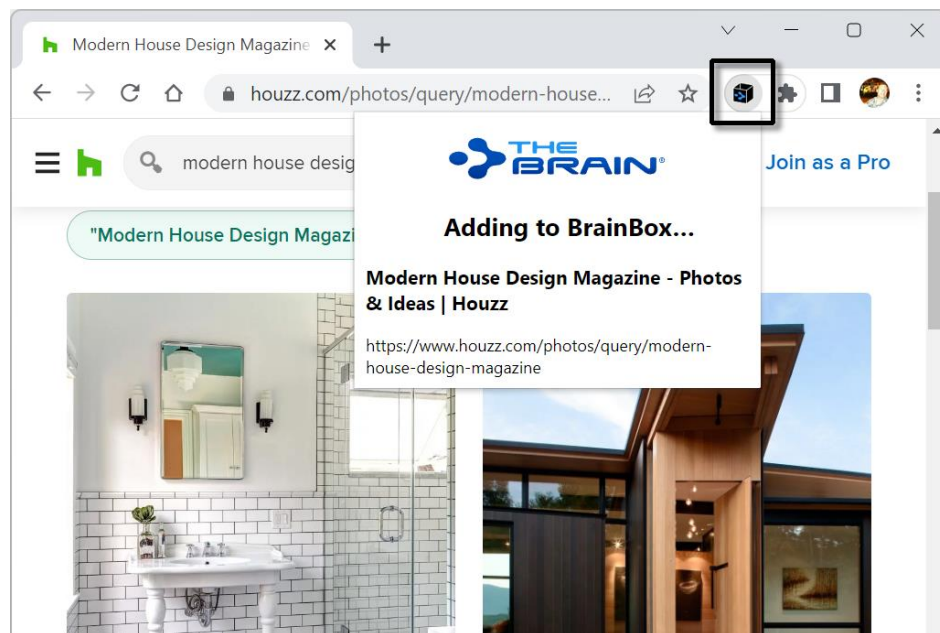 Modern House Design Magazine
houzz.com/photos/query/modern-house...
THE
BRAIN®
modern house desig
Join as a Pro
Adding to BrainBox...
"Modern House Design Magazi
Modern House Design Magazine - Photos
& Ideas | Houzz
https://www.houzz.com/photos/query/modern-
house-design-magazine